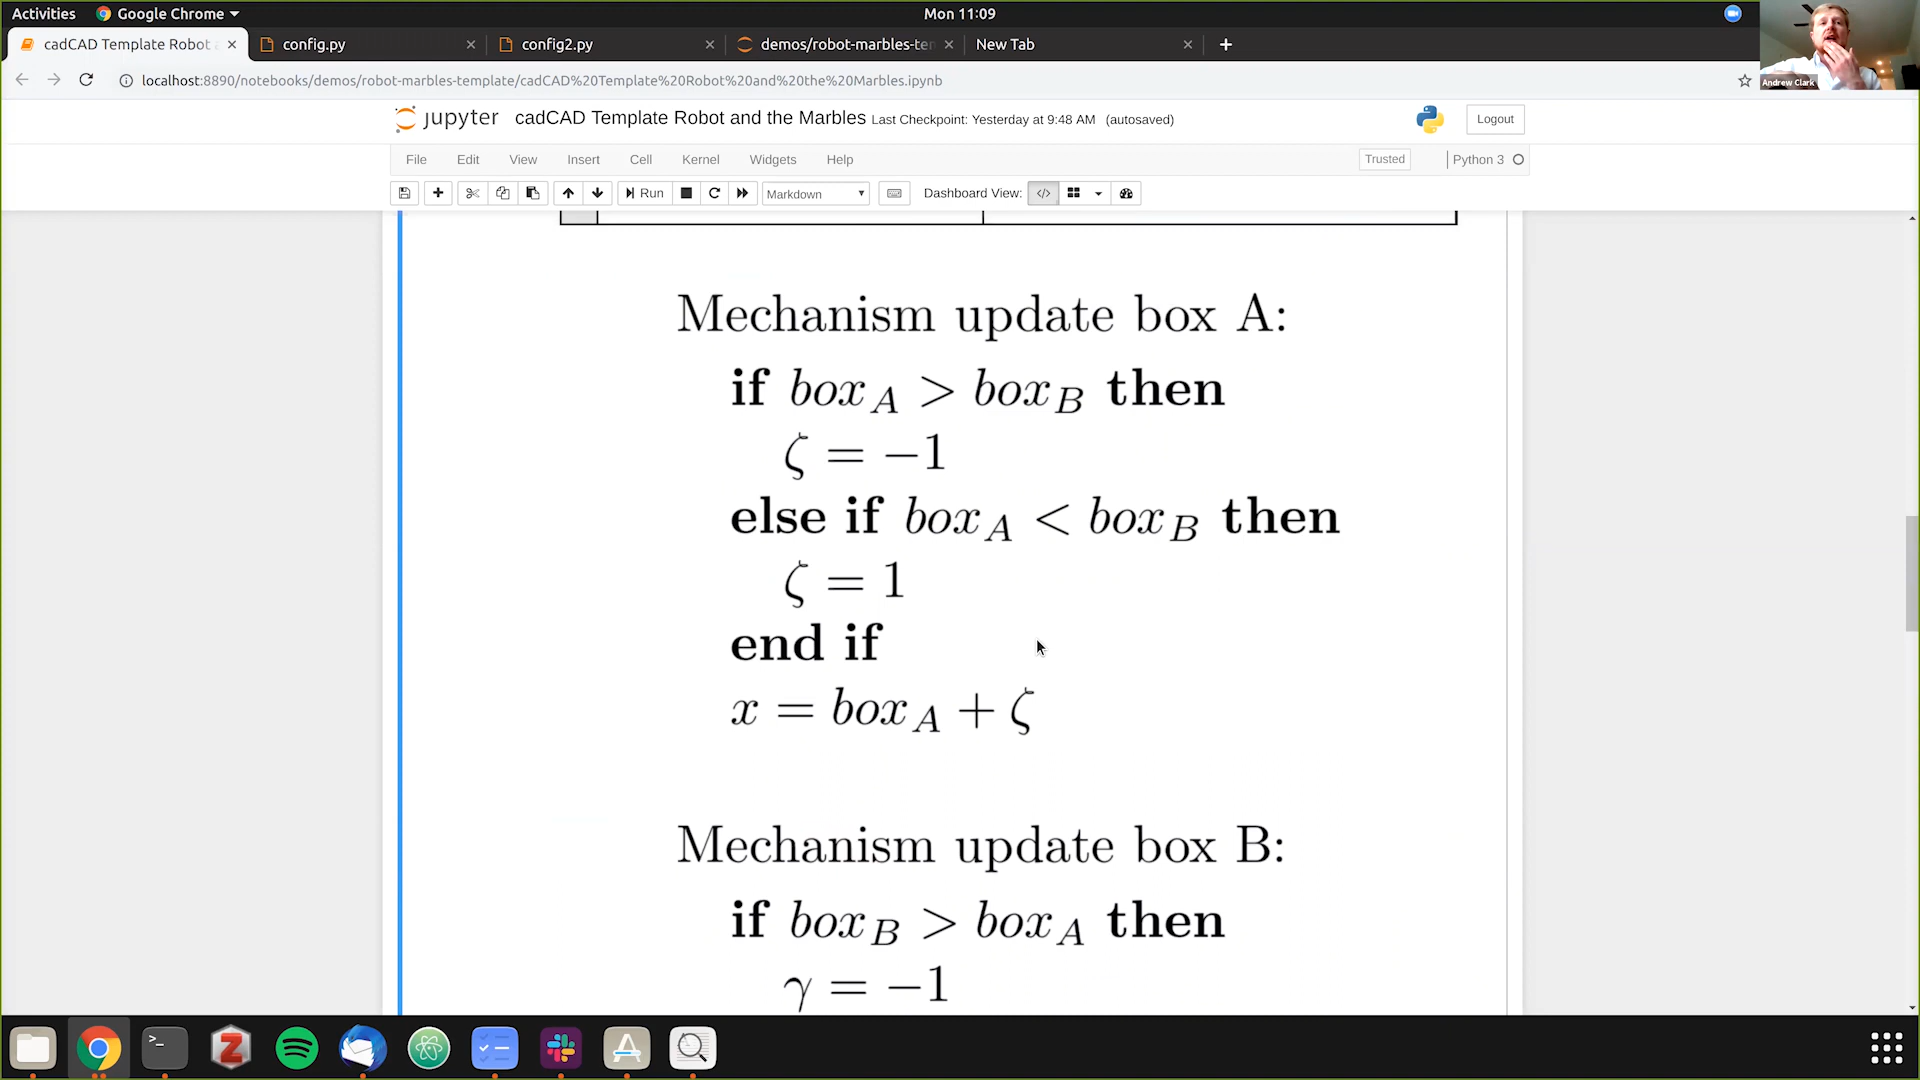 Activities Google Chrome Mon 11:09
cadCAD Template Robot a config.py config2.py demos/robot-marbles-ter New Tab
localhost:8890/notebooks/demos/robot-marbles-template/cadCAD%20Template%20Robot%20and%20the%20Marbles.ipynb
Andrew Clark
jupyter cadCAD Template Robot and the Marbles Last Checkpoint: Yesterday at 9:48 AM (autosaved) Logout
File Edit View Insert Cell Kernel Widgets Help Trusted Python 3
Run Markdown Dashboard View: </>
Mechanism update box A:
if box_A > box_B then
ζ = −1
else if box_A < box_B then
ζ = 1
end if
x = box_A + ζ
Mechanism update box B:
if box_B > box_A then
γ = −1